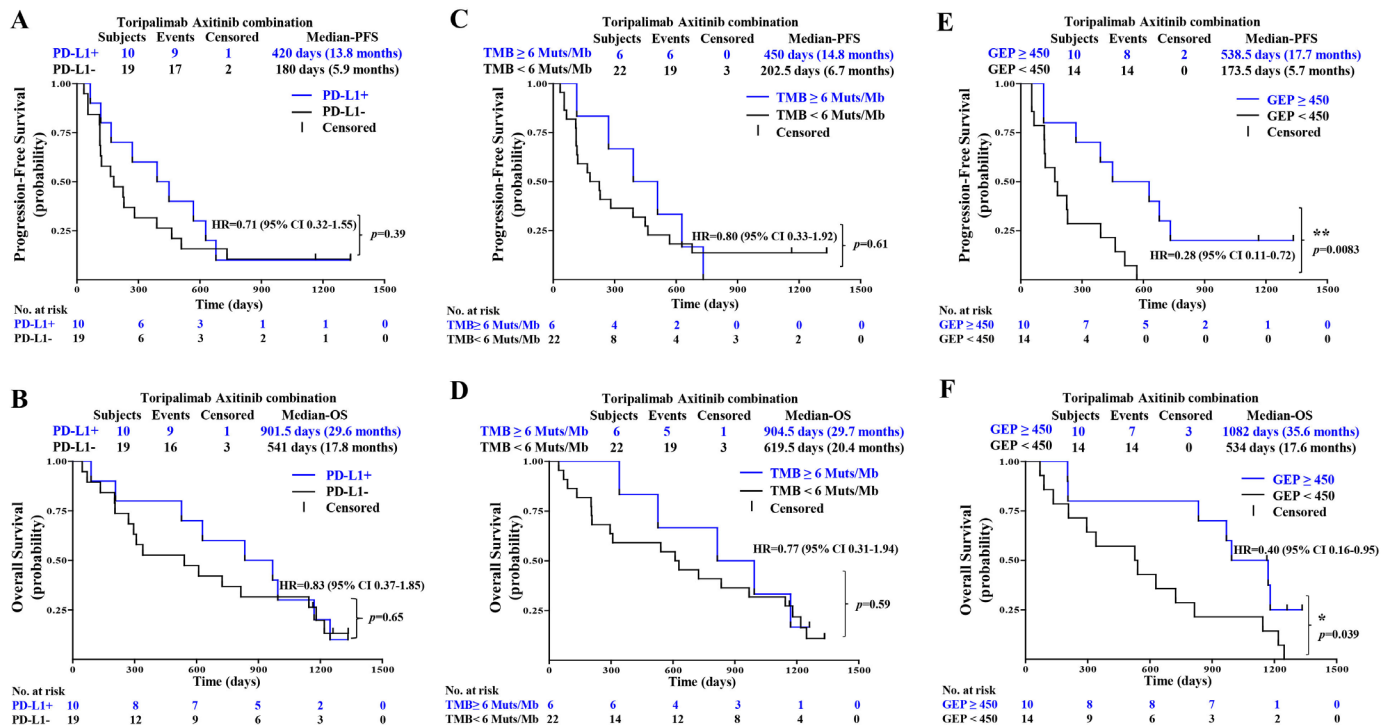 A
Toripalimab Axitinib combination
Subjects Events Censored Median-PFS
PD-L1+ 10 9 1 420 days (13.8 months)
PD-L1- 19 17 2 180 days (5.9 months)
1.00
0.75
0.50
0.25
Progression-Free Survival
(probability)
PD-L1+
PD-L1-
Censored
HR=0.71 (95% CI 0.32-1.55)
p=0.39
0 300 600 900 1200 1500
Time (days)
No. at risk
PD-L1+ 10 6 3 1 1 0
PD-L1- 19 6 3 2 1 0
B
Toripalimab Axitinib combination
Subjects Events Censored Median-OS
PD-L1+ 10 9 1 901.5 days (29.6 months)
PD-L1- 19 16 3 541 days (17.8 months)
1.00
0.75
0.50
0.25
Overall Survival
(probability)
PD-L1+
PD-L1-
Censored
HR=0.83 (95% CI 0.37-1.85)
p=0.65
0 300 600 900 1200 1500
Time (days)
No. at risk
PD-L1+ 10 8 7 5 2 0
PD-L1- 19 12 9 6 3 0
C
Toripalimab Axitinib combination
Subjects Events Censored Median-PFS
TMB ≥ 6 Muts/Mb 6 6 0 450 days (14.8 months)
TMB < 6 Muts/Mb 22 19 3 202.5 days (6.7 months)
1.00
0.75
0.50
0.25
Progression-Free Survival
(probability)
TMB ≥ 6 Muts/Mb
TMB < 6 Muts/Mb
Censored
HR=0.80 (95% CI 0.33-1.92)
p=0.61
0 300 600 900 1200 1500
Time (days)
No. at risk
TMB≥ 6 Muts/Mb 6 4 2 0 0 0
TMB< 6 Muts/Mb 22 8 4 3 2 0
D
Toripalimab Axitinib combination
Subjects Events Censored Median-OS
TMB ≥ 6 Muts/Mb 6 5 1 904.5 days (29.7 months)
TMB < 6 Muts/Mb 22 19 3 619.5 days (20.4 months)
1.00
0.75
0.50
0.25
Overall Survival
(probability)
TMB ≥ 6 Muts/Mb
TMB < 6 Muts/Mb
Censored
HR=0.77 (95% CI 0.31-1.94)
p=0.59
0 300 600 900 1200 1500
Time (days)
No. at risk
TMB≥ 6 Muts/Mb 6 6 4 3 1 0
TMB< 6 Muts/Mb 22 14 12 8 4 0
E
Toripalimab Axitinib combination
Subjects Events Censored Median-PFS
GEP ≥ 450 10 8 2 538.5 days (17.7 months)
GEP < 450 14 14 0 173.5 days (5.7 months)
1.00
0.75
0.50
0.25
Progression-Free Survival
(probability)
GEP ≥ 450
GEP < 450
Censored
HR=0.28 (95% CI 0.11-0.72)
**
p=0.0083
0 300 600 900 1200 1500
Time (days)
No. at risk
GEP ≥ 450 10 7 5 2 1 0
GEP < 450 14 4 0 0 0 0
F
Toripalimab Axitinib combination
Subjects Events Censored Median-OS
GEP ≥ 450 10 7 3 1082 days (35.6 months)
GEP < 450 14 14 0 534 days (17.6 months)
1.00
0.75
0.50
0.25
Overall Survival
(probability)
GEP ≥ 450
GEP < 450
Censored
HR=0.40 (95% CI 0.16-0.95)
*
p=0.039
0 300 600 900 1200 1500
Time (days)
No. at risk
GEP ≥ 450 10 8 8 7 1 0
GEP < 450 14 9 6 3 2 0